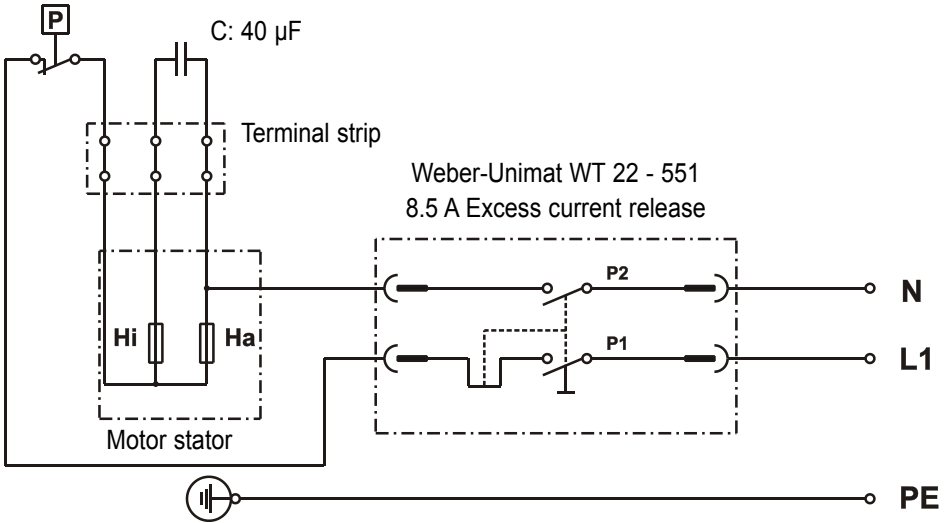 P
C: 40 µF
Terminal strip
Weber-Unimat WT 22 - 551
8.5 A Excess current release
P2
N
Hi
Ha
P1
L1
Motor stator
PE